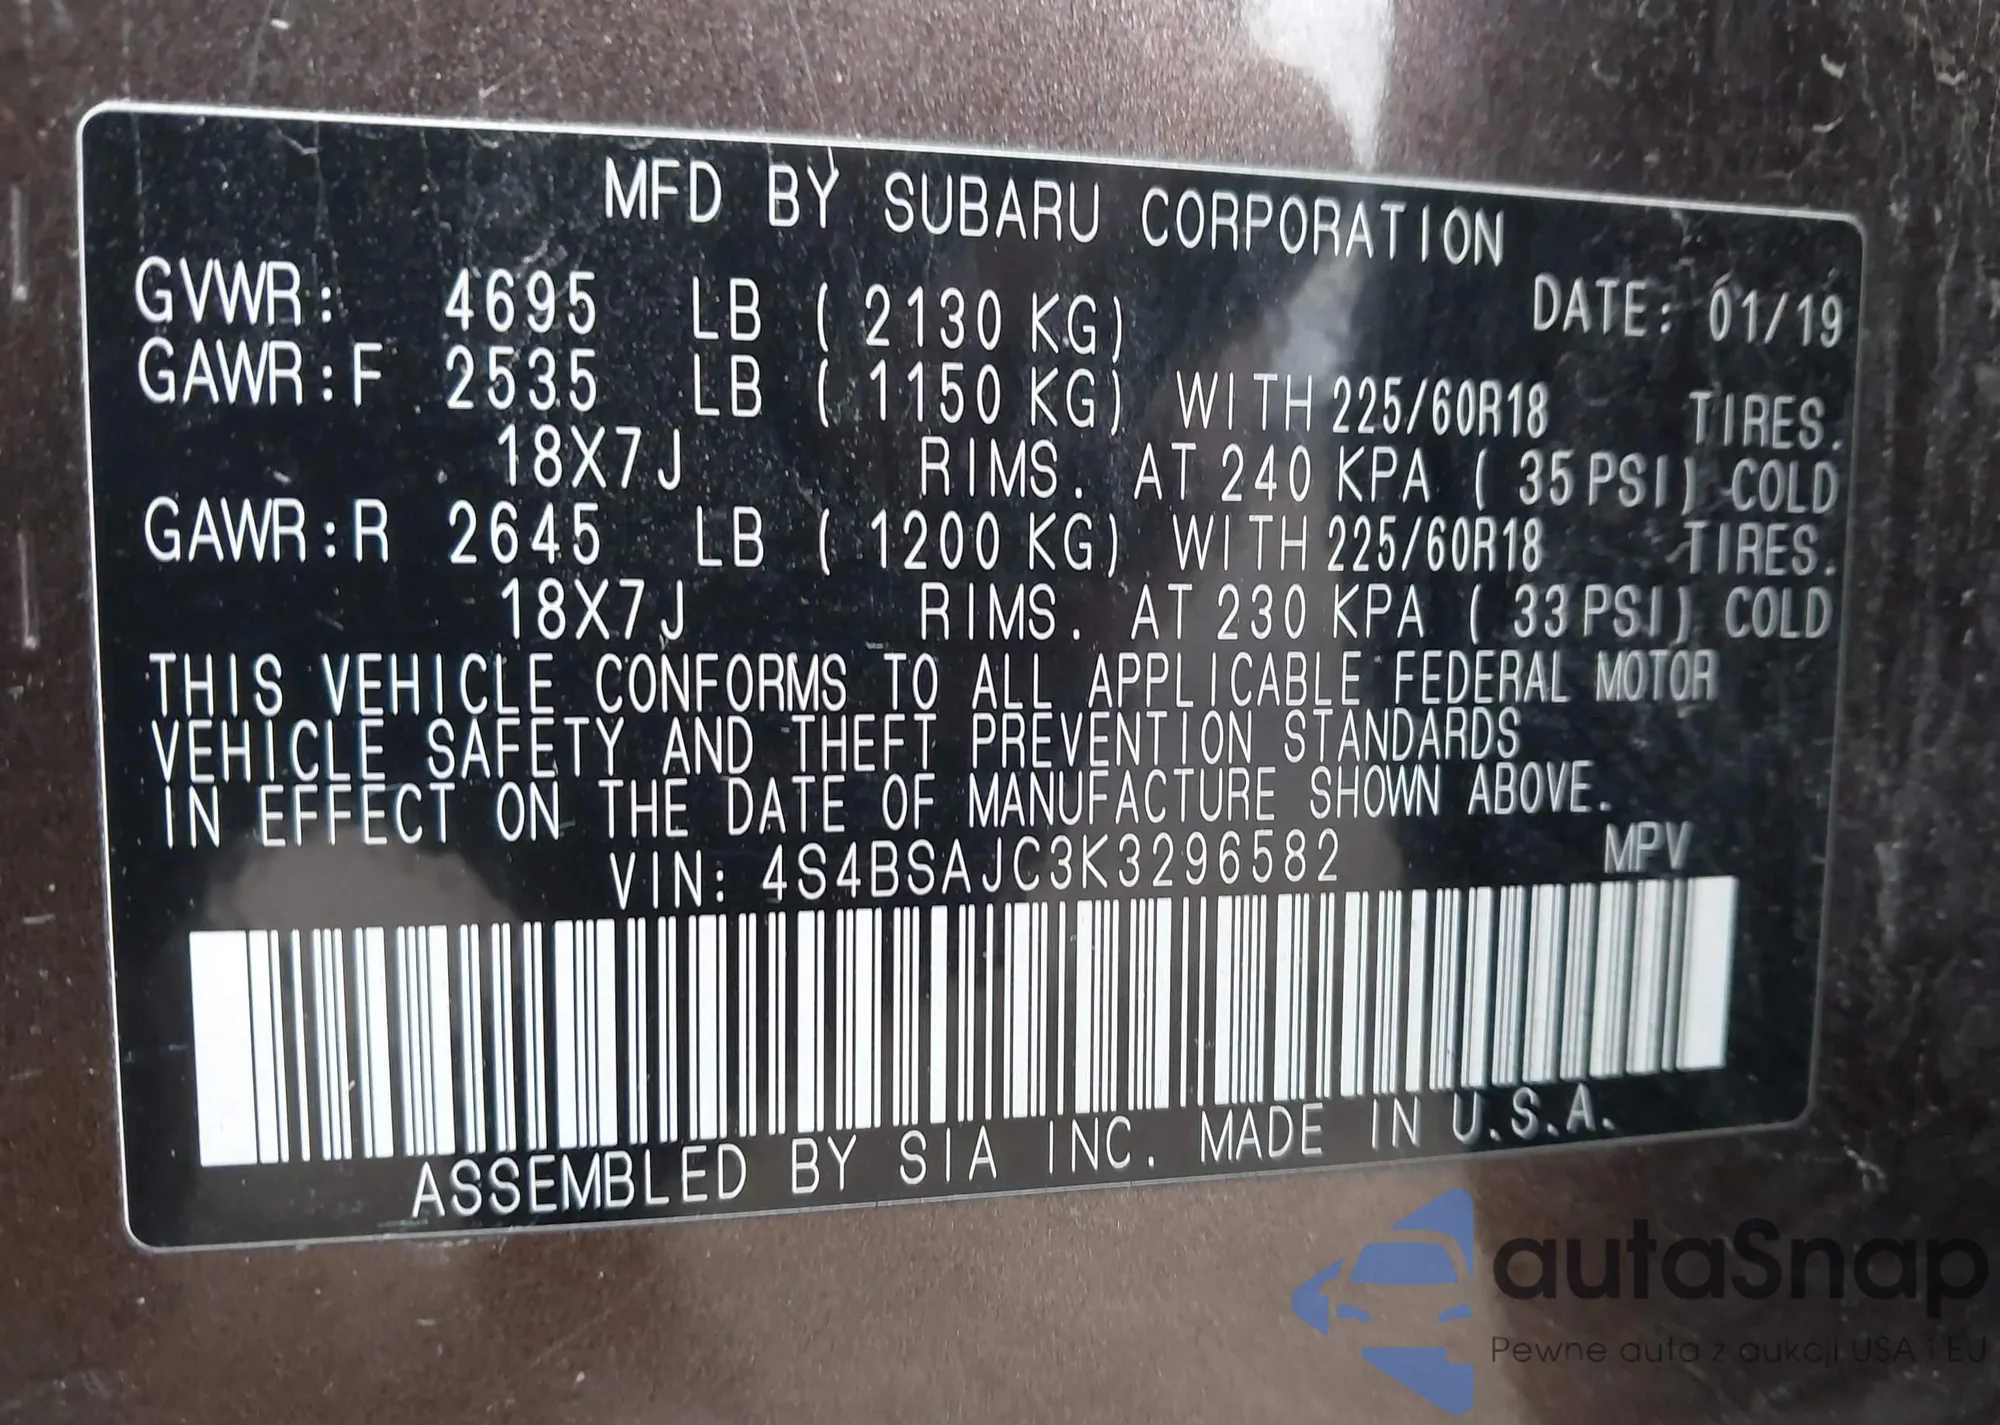 MFD BY SUBARU CORPORATION
GVWR: 4695 LB ( 2130 KG) DATE: 01/19
GAWR:F 2535 LB ( 1150 KG) WITH 225/60R18 TIRES.
18X7J RIMS. AT 240 KPA ( 35 PSI) COLD
GAWR:R 2645 LB ( 1200 KG) WITH 225/60R18 TIRES.
18X7J RIMS. AT 230 KPA ( 33 PSI) COLD
THIS VEHICLE CONFORMS TO ALL APPLICABLE FEDERAL MOTOR
VEHICLE SAFETY AND THEFT PREVENTION STANDARDS
IN EFFECT ON THE DATE OF MANUFACTURE SHOWN ABOVE.
VIN: 4S4BSAJC3K3296582 MPV
ASSEMBLED BY SIA INC. MADE IN U.S.A.
autaSnap
Pewne auta z aukcji USA i EU